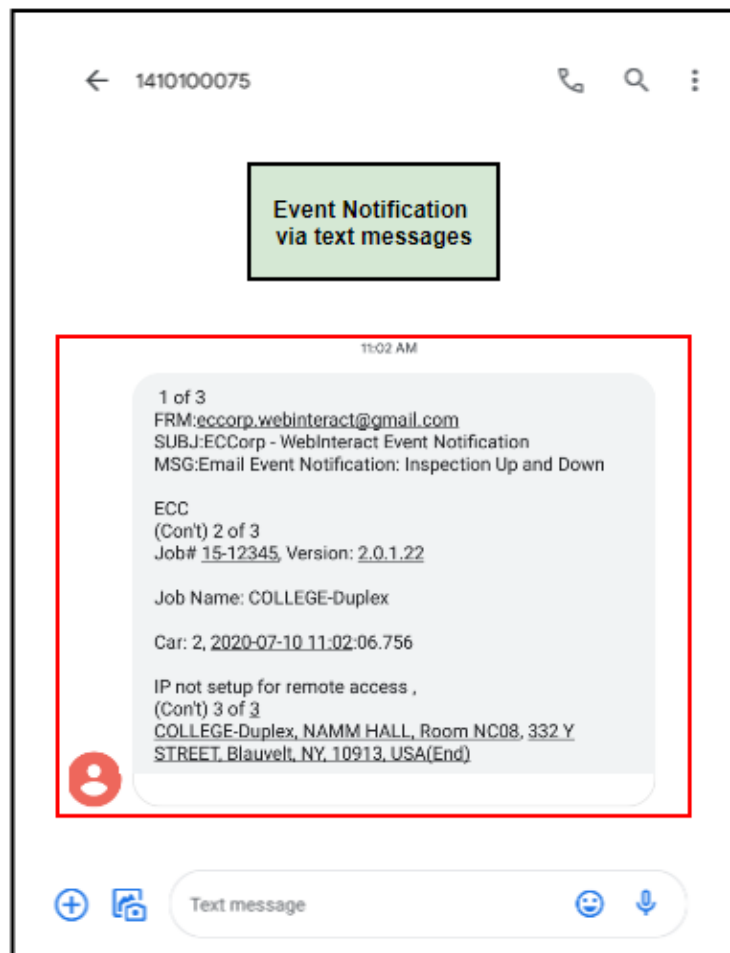 1410100075
Event Notification
via text messages
11:02 AM
1 of 3
FRM:eccorp.webinteract@gmail.com
SUBJ:ECCorp - WebInteract Event Notification
MSG:Email Event Notification: Inspection Up and Down
ECC
(Con't) 2 of 3
Job# 15-12345, Version: 2.0.1.22
Job Name: COLLEGE-Duplex
Car: 2, 2020-07-10 11:02:06.756
IP not setup for remote access ,
(Con't) 3 of 3
COLLEGE-Duplex, NAMM HALL, Room NC08, 332 Y
STREET, Blauvelt, NY, 10913, USA(End)
Text message